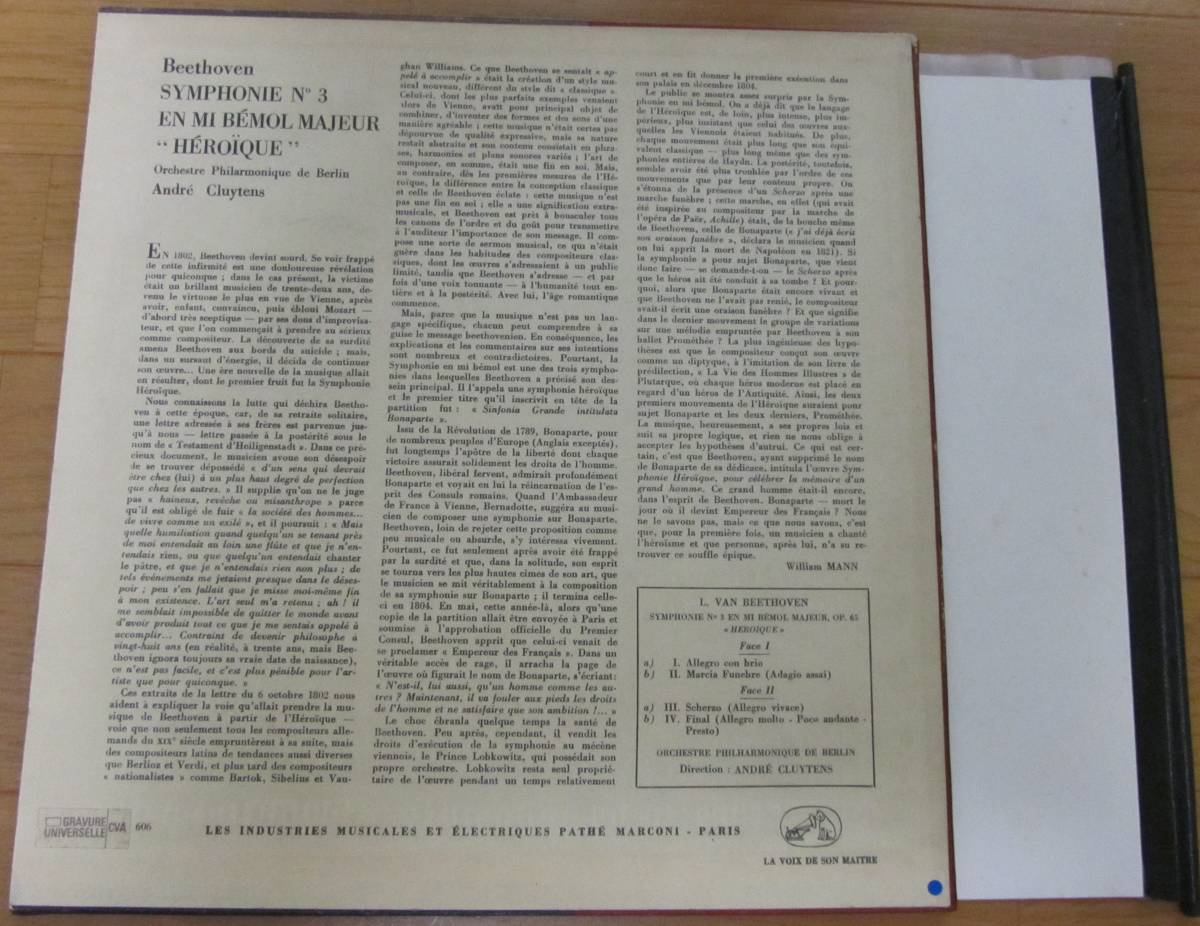 Beethoven
SYMPHONIE N° 3
EN MI BÉMOL MAJEUR
“ HÉROÏQUE ”
Orchestre Philarmonique de Berlin
André Cluytens
EN 1802, Beethoven devint sourd. Se voir frappé
de cette infirmité est une douloureuse révélation
pour quiconque ; dans le cas présent, la victime
était un brillant musicien de trente-deux ans, de-
venu le virtuose le plus en vue de Vienne, après
avoir, enfant, convaincu, puis ébloui Mozart —
d'abord très sceptique — par ses dons d'improvisa-
teur, et que l'on commençait à prendre au sérieux
comme compositeur. La découverte de sa surdité
amena Beethoven aux bords du suicide ; mais,
dans un sursaut d'énergie, il décida de continuer
son œuvre... Une ère nouvelle de la musique allait
en résulter, dont le premier fruit fut la Symphonie
Héroïque.
Nous connaissons la lutte qui déchira Beetho-
ven à cette époque, car, de sa retraite solitaire,
une lettre adressée à ses frères est parvenue jus-
qu'à nous — lettre passée à la postérité sous le
nom de « Testament d'Heiligenstadt ». Dans ce pré-
cieux document, le musicien avoue son désespoir
de se trouver dépossédé « d'un sens qui devrait
être chez (lui) à un plus haut degré de perfection
que chez les autres. » Il supplie qu'on ne le juge
pas « haineux, revêche ou misanthrope » parce
qu'il est obligé de fuir « la société des hommes...
de vivre comme un exilé », et il poursuit : « Mais
quelle humiliation quand quelqu'un se tenant près
de moi entendait au loin une flûte et que je n'en-
tendais rien, ou que quelqu'un entendait chanter
le pâtre, et que je n'entendais rien non plus ; de
tels événements me jetaient presque dans le déses-
poir ; peu s'en fallait que je misse moi-même fin
à mon existence. L'art seul m'a retenu ; ah ! il
me semblait impossible de quitter le monde avant
d'avoir produit tout ce que je me sentais appelé à
accomplir... Contraint de devenir philosophe à
vingt-huit ans (en réalité, à trente ans, mais Bee-
thoven ignora toujours sa vraie date de naissance),
ce n'est pas facile, et c'est plus pénible pour l'ar-
tiste que pour quiconque. »
Ces extraits de la lettre du 6 octobre 1802 nous
aident à expliquer la voie qu'allait prendre la mu-
sique de Beethoven à partir de l'Héroïque —
voie que non seulement tous les compositeurs alle-
mands du XIXe siècle empruntèrent à sa suite, mais
des compositeurs latins de tendances aussi diverses
que Berlioz et Verdi, et plus tard des compositeurs
« nationalistes » comme Bartok, Sibelius et Vau-
ghan Williams. Ce que Beethoven se sentait « ap-
pelé à accomplir » était la création d'un style mu-
sical nouveau, différent du style dit « classique ».
Celui-ci, dont les plus parfaits exemples venaient
alors de Vienne, avait pour principal objet de
combiner, d'inventer des formes et des sons d'une
manière agréable ; cette musique n'était certes pas
dépourvue de qualité expressive, mais sa nature
restait abstraite et son contenu consistait en phra-
ses, harmonies et plans sonores variés ; l'art de
composer, en somme, était une fin en soi. Mais,
au contraire, dès les premières mesures de l'Hé-
roïque, la différence entre la conception classique
et celle de Beethoven éclate : cette musique n'est
pas une fin en soi ; elle a une signification extra-
musicale, et Beethoven est prêt à bousculer tous
les canons de l'ordre et du goût pour transmettre
à l'auditeur l'importance de son message. Il com-
pose une sorte de sermon musical, ce qui n'était
guère dans les habitudes des compositeurs clas-
siques, dont les œuvres s'adressaient à un public
limité, tandis que Beethoven s'adresse — et par
fois d'une voix tonnante — à l'humanité tout en-
tière et à la postérité. Avec lui, l'âge romantique
commence.
Mais, parce que la musique n'est pas un lan-
gage spécifique, chacun peut comprendre à sa
guise le message beethovenien. En conséquence, les
explications et les commentaires sur ses intentions
sont nombreux et contradictoires. Pourtant, la
Symphonie en mi bémol est une des trois sympho-
nies dans lesquelles Beethoven a précisé son des-
sein principal. Il l'appela une symphonie héroïque
et le premier titre qu'il inscrivit en tête de la
partition fut : « Sinfonia Grande intitulata
Bonaparte ».
Issu de la Révolution de 1789, Bonaparte, pour
de nombreux peuples d'Europe (Anglais exceptés),
fut longtemps l'apôtre de la liberté dont chaque
victoire assurait solidement les droits de l'homme.
Beethoven, libéral fervent, admirait profondément
Bonaparte et voyait en lui la réincarnation de l'es-
prit des Consuls romains. Quand l'Ambassadeur
de France à Vienne, Bernadotte, suggéra au musi-
cien de composer une symphonie sur Bonaparte,
Beethoven, loin de rejeter cette proposition comme
peu musicale ou absurde, s'y intéressa vivement.
Pourtant, ce fut seulement après avoir été frappé
par la surdité et que, dans la solitude, son esprit
se tourna vers les plus hautes cimes de son art, que
le musicien se mit véritablement à la composition
de sa symphonie sur Bonaparte ; il termina celle-
ci en 1804. En mai, cette année-là, alors qu'une
copie de la partition allait être envoyée à Paris et
soumise à l'approbation officielle du Premier
Consul, Beethoven apprit que celui-ci venait de
se proclamer « Empereur des Français ». Dans un
véritable accès de rage, il arracha la page de
l'œuvre où figurait le nom de Bonaparte, s'écriant:
« N'est-il, lui aussi, qu'un homme comme les au-
tres ? Maintenant, il va fouler aux pieds les droits
de l'homme et ne satisfaire que son ambition !... »
Le choc ébranla quelque temps la santé de
Beethoven. Peu après, cependant, il vendit les
droits d'exécution de la symphonie au mécène
viennois, le Prince Lobkowitz, qui possédait son
propre orchestre. Lobkowitz resta seul proprié-
taire de l'œuvre pendant un temps relativement
court et en fit donner la première exécution dans
son palais en décembre 1804.
Le public se montra assez surpris par la Sym-
phonie en mi bémol. On a déjà dit que le langage
de l'Héroïque est, de loin, plus intense, plus im-
périeux, plus insistant que celui des œuvres aux-
quelles les Viennois étaient habitués. De plus,
chaque mouvement était plus long que son équi-
valent classique — plus long même que des sym-
phonies entières de Haydn. La postérité, toutefois,
semble avoir été plus troublée par l'ordre de ces
mouvements que par leur contenu propre. On
s'étonna de la présence d'un Scherzo après une
marche funèbre ; cette marche, en effet (qui avait
été inspirée au compositeur par la marche de
l'opéra de Paër, Achille) était, de la bouche même
de Beethoven, celle de Bonaparte (« j'ai déjà écrit
son oraison funèbre », déclara le musicien quand
on lui apprit la mort de Napoléon en 1821). Si
la symphonie a pour sujet Bonaparte, que vient
donc faire — se demande-t-on — le Scherzo après
que le héros ait été conduit à sa tombe ? Et pour-
quoi, alors que Bonaparte était encore vivant et
que Beethoven ne l'avait pas renié, le compositeur
avait-il écrit une oraison funèbre ? Et que signifie
dans le dernier mouvement le groupe de variations
sur une mélodie empruntée par Beethoven à son
ballet Prométhée ? La plus ingénieuse des hypo-
thèses est que le compositeur conçut son œuvre
comme un diptyque, à l'imitation de son livre de
prédilection, « La Vie des Hommes Illustres » de
Plutarque, où chaque héros moderne est placé en
regard d'un héros de l'Antiquité. Ainsi, les deux
premiers mouvements de l'Héroïque auraient pour
sujet Bonaparte et les deux derniers, Prométhée.
La musique, heureusement, a ses propres lois et
suit sa propre logique, et rien ne nous oblige à
accepter les hypothèses d'autrui. Ce qui est cer-
tain, c'est que Beethoven, ayant supprimé le nom
de Bonaparte de sa dédicace, intitula l'œuvre Sym-
phonie Héroïque, pour célébrer la mémoire d'un
grand homme. Ce grand homme était-il encore,
dans l'esprit de Beethoven, Bonaparte — mort le
jour où il devint Empereur des Français ? Nous
ne le savons pas, mais ce que nous savons, c'est
que, pour la première fois, un musicien a chanté
l'héroïsme et que personne, après lui, n'a su re-
trouver ce souffle épique.
William MANN
L. VAN BEETHOVEN
SYMPHONIE N° 3 EN MI BÉMOL MAJEUR, OP. 65
« HEROIQUE »
Face I
a) I. Allegro con brio
b) II. Marcia Funebre (Adagio assai)
Face II
a) III. Scherzo (Allegro vivace)
b) IV. Final (Allegro molto - Poco andante -
Presto)
ORCHESTRE PHILHARMONIQUE DE BERLIN
Direction : ANDRÉ CLUYTENS
GRAVURE
UNIVERSELLE CVA 606
LES INDUSTRIES MUSICALES ET ÉLECTRIQUES PATHÉ MARCONI - PARIS
LA VOIX DE SON MAITRE